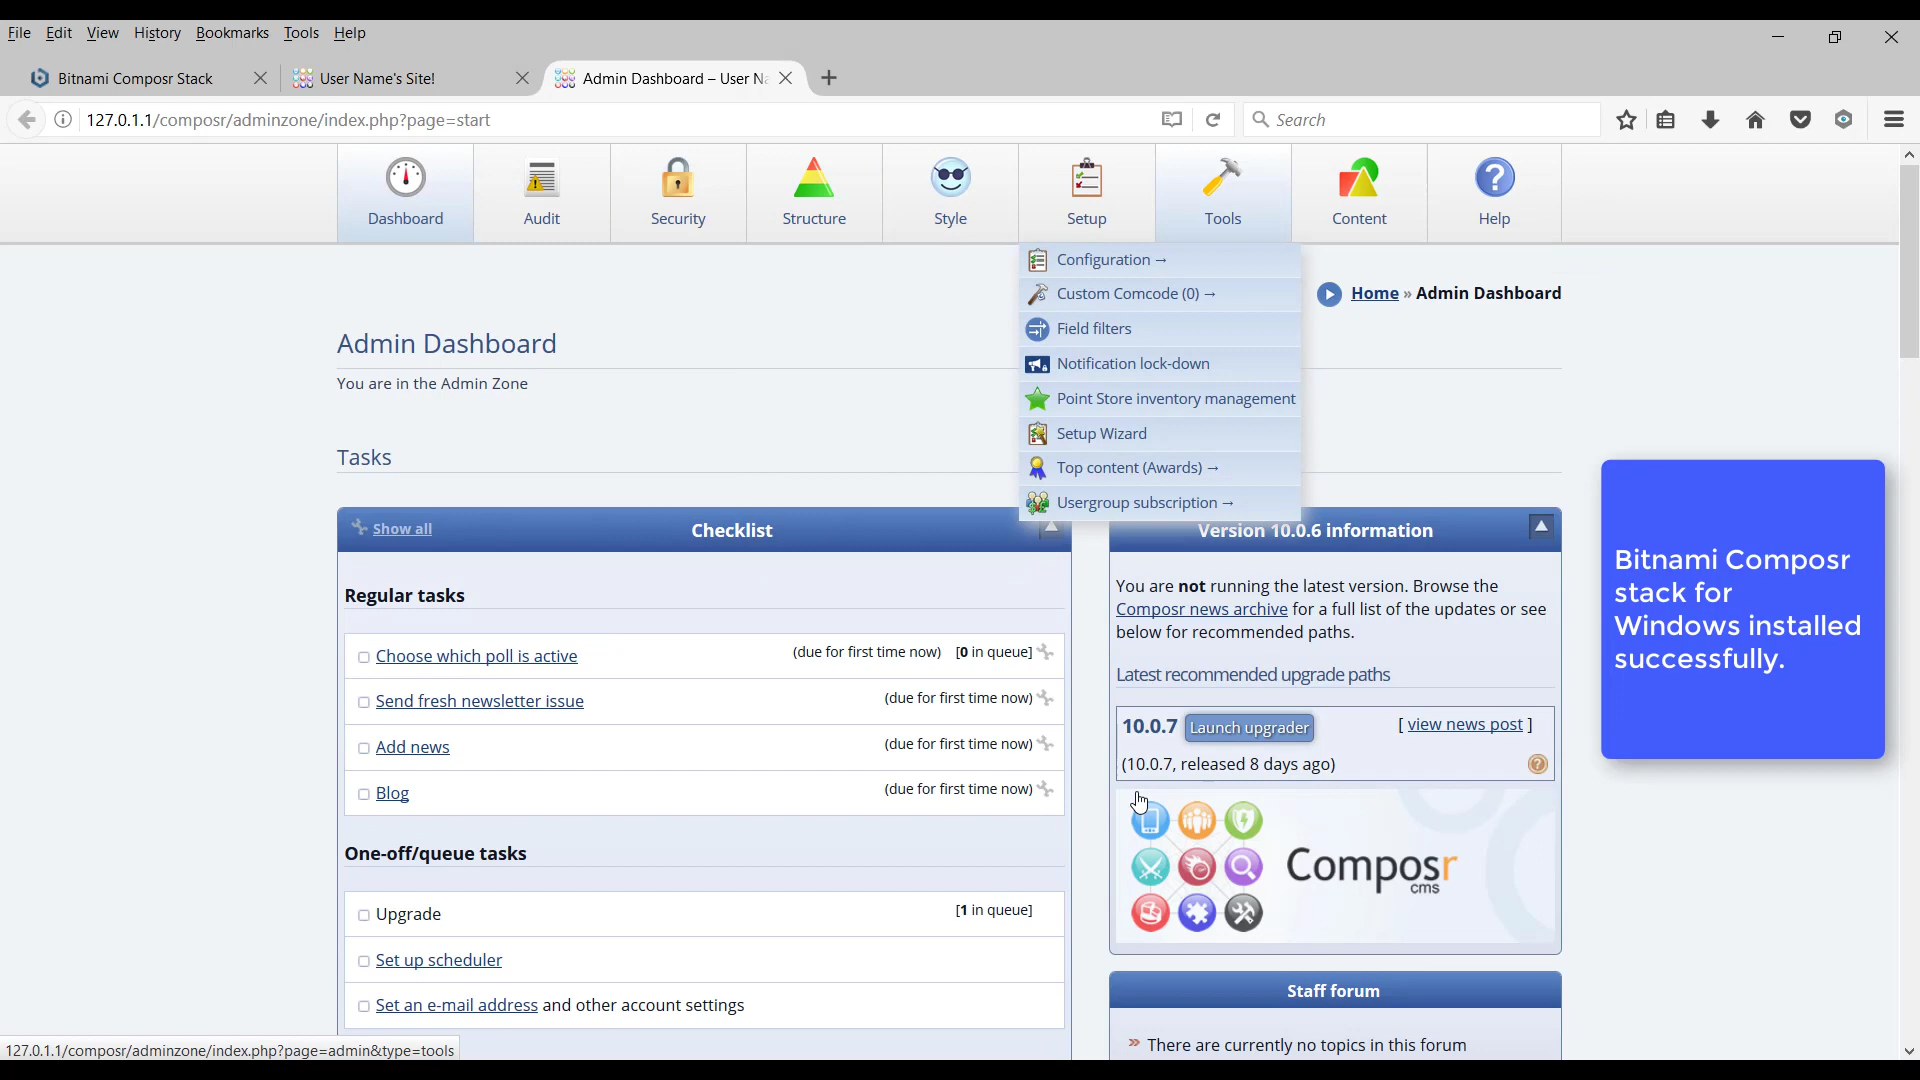 File Edit View History Bookmarks Tools Help
Bitnami Composr Stack
User Name's Site!
Admin Dashboard – User Na
127.0.1.1/composr/adminzone/index.php?page=start
Search
Dashboard
Audit
Security
Structure
Style
Setup
Tools
Content
Help
Configuration →
Custom Comcode (0) →
Field filters
Notification lock-down
Point Store inventory management
Setup Wizard
Top content (Awards) →
Usergroup subscription →
Home » Admin Dashboard
Admin Dashboard
You are in the Admin Zone
Tasks
Show all
Checklist
Regular tasks
Choose which poll is active (due for first time now) [0 in queue]
Send fresh newsletter issue (due for first time now)
Add news (due for first time now)
Blog (due for first time now)
One-off/queue tasks
Upgrade [1 in queue]
Set up scheduler
Set an e-mail address and other account settings
Version 10.0.6 information
You are not running the latest version. Browse the
Composr news archive for a full list of the updates or see
below for recommended paths.
Latest recommended upgrade paths
10.0.7 Launch upgrader [ view news post ]
(10.0.7, released 8 days ago)
Composr
cms
Staff forum
» There are currently no topics in this forum
Bitnami Composr
stack for
Windows installed
successfully.
127.0.1.1/composr/adminzone/index.php?page=admin&type=tools